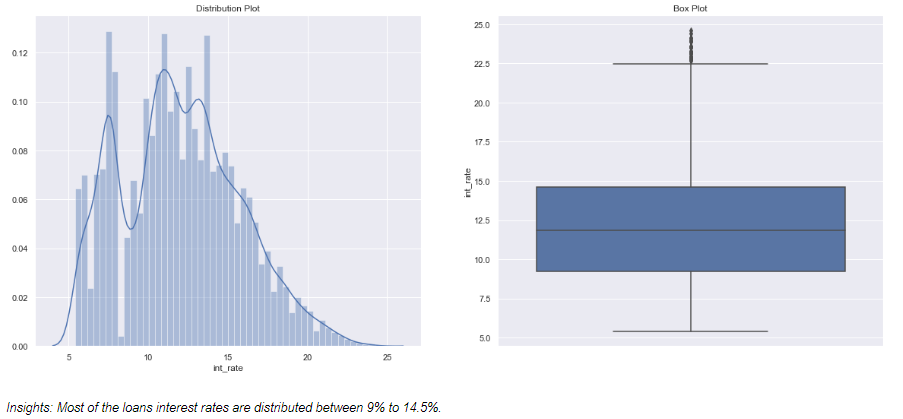 Distribution Plot
0.12
0.10
0.08
0.06
0.04
0.02
0.00
5 10 15 20 25
int_rate
Box Plot
25.0
22.5
20.0
17.5
15.0
12.5
10.0
7.5
5.0
int_rate
Insights: Most of the loans interest rates are distributed between 9% to 14.5%.